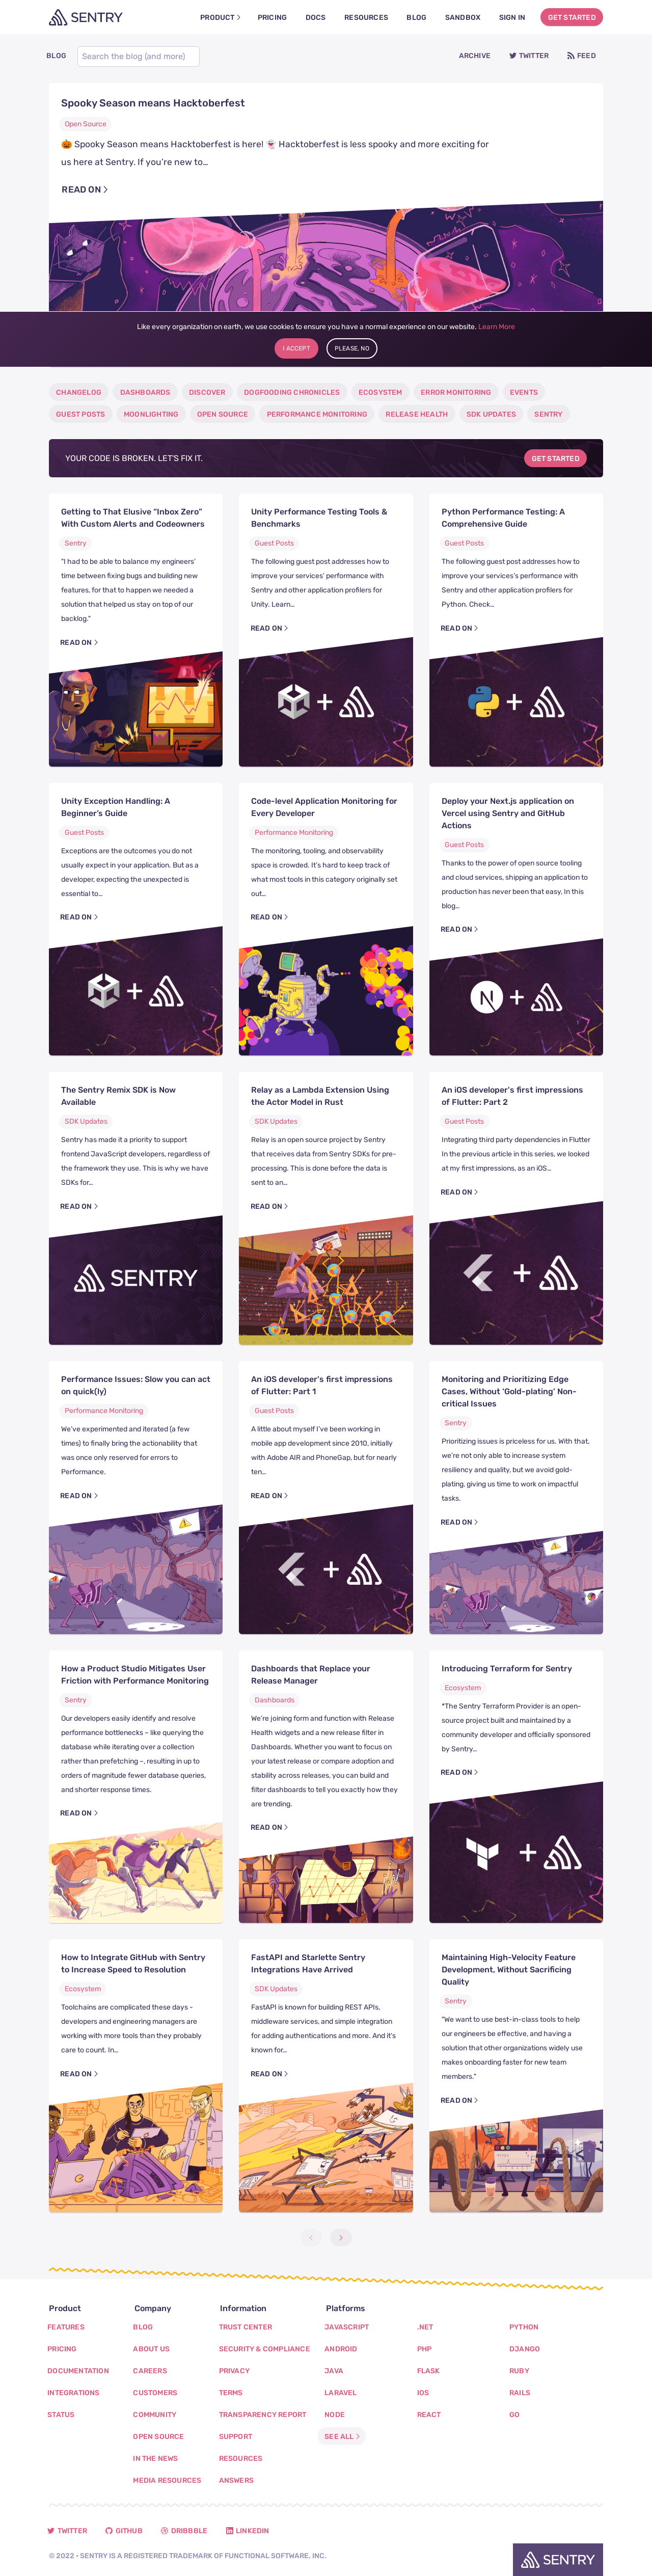 SENTRY
PRODUCT
PRICING
DOCS
RESOURCES
BLOG
SANDBOX
SIGN IN
GET STARTED
BLOG
Search the blog (and more)
ARCHIVE
TWITTER
FEED
Spooky Season means Hacktoberfest
Open Source
🎃 Spooky Season means Hacktoberfest is here! 👻 Hacktoberfest is less spooky and more exciting for
us here at Sentry. If you're new to…
READ ON
Like every organization on earth, we use cookies to ensure you have a normal experience on our website. Learn More
I ACCEPT
PLEASE, NO
CHANGELOG
DASHBOARDS
DISCOVER
DOGFOODING CHRONICLES
ECOSYSTEM
ERROR MONITORING
EVENTS
GUEST POSTS
MOONLIGHTING
OPEN SOURCE
PERFORMANCE MONITORING
RELEASE HEALTH
SDK UPDATES
SENTRY
YOUR CODE IS BROKEN. LET'S FIX IT.
GET STARTED
Getting to That Elusive "Inbox Zero"
With Custom Alerts and Codeowners
Sentry
"I had to be able to balance my engineers'
time between fixing bugs and building new
features, for that to happen we needed a
solution that helped us stay on top of our
backlog."
READ ON
Unity Performance Testing Tools &
Benchmarks
Guest Posts
The following guest post addresses how to
improve your services' performance with
Sentry and other application profilers for
Unity. Learn…
READ ON
Python Performance Testing: A
Comprehensive Guide
Guest Posts
The following guest post addresses how to
improve your services's performance with
Sentry and other application profilers for
Python. Check…
READ ON
Unity Exception Handling: A
Beginner's Guide
Guest Posts
Exceptions are the outcomes you do not
usually expect in your application. But as a
developer, expecting the unexpected is
essential to…
READ ON
Code-level Application Monitoring for
Every Developer
Performance Monitoring
The monitoring, tooling, and observability
space is crowded. It's hard to keep track of
what most tools in this category originally set
out…
READ ON
Deploy your Next.js application on
Vercel using Sentry and GitHub
Actions
Guest Posts
Thanks to the power of open source tooling
and cloud services, shipping an application to
production has never been that easy, In this
blog…
READ ON
The Sentry Remix SDK is Now
Available
SDK Updates
Sentry has made it a priority to support
frontend JavaScript developers, regardless of
the framework they use. This is why we have
SDKs for…
READ ON
SENTRY
Relay as a Lambda Extension Using
the Actor Model in Rust
SDK Updates
Relay is an open source project by Sentry
that receives data from Sentry SDKs for pre-
processing. This is done before the data is
sent to an…
READ ON
An iOS developer's first impressions
of Flutter: Part 2
Guest Posts
Integrating third party dependencies in Flutter
In the previous article in this series, we looked
at my first impressions, as an iOS…
READ ON
Performance Issues: Slow you can act
on quick(ly)
Performance Monitoring
We've experimented and iterated (a few
times) to finally bring the actionability that
was once only reserved for errors to
Performance.
READ ON
An iOS developer's first impressions
of Flutter: Part 1
Guest Posts
A little about myself I've been working in
mobile app development since 2010, initially
with Adobe AIR and PhoneGap, but for nearly
ten…
READ ON
Monitoring and Prioritizing Edge
Cases, Without 'Gold-plating' Non-
critical Issues
Sentry
Prioritizing issues is priceless for us. With that,
we're not only able to increase system
resiliency and quality, but we avoid gold-
plating, giving us time to work on impactful
tasks.
READ ON
How a Product Studio Mitigates User
Friction with Performance Monitoring
Sentry
Our developers easily identify and resolve
performance bottlenecks – like querying the
database while iterating over a collection
rather than prefetching –, resulting in up to
orders of magnitude fewer database queries,
and shorter response times.
READ ON
Dashboards that Replace your
Release Manager
Dashboards
We're joining form and function with Release
Health widgets and a new release filter in
Dashboards. Whether you want to focus on
your latest release or compare adoption and
stability across releases, you can build and
filter dashboards to tell you exactly how they
are trending.
READ ON
Introducing Terraform for Sentry
Ecosystem
*The Sentry Terraform Provider is an open-
source project built and maintained by a
community developer and officially sponsored
by Sentry…
READ ON
How to Integrate GitHub with Sentry
to Increase Speed to Resolution
Ecosystem
Toolchains are complicated these days -
developers and engineering managers are
working with more tools than they probably
care to count. In…
READ ON
FastAPI and Starlette Sentry
Integrations Have Arrived
SDK Updates
FastAPI is known for building REST APIs,
middleware services, and simple integration
for adding authentications and more. And it's
known for…
READ ON
Maintaining High-Velocity Feature
Development, Without Sacrificing
Quality
Sentry
"We want to use best-in-class tools to help
our engineers be effective, and having a
solution that other organizations widely use
makes onboarding faster for new team
members."
READ ON
Product
FEATURES
PRICING
DOCUMENTATION
INTEGRATIONS
STATUS
Company
BLOG
ABOUT US
CAREERS
CUSTOMERS
COMMUNITY
OPEN SOURCE
IN THE NEWS
MEDIA RESOURCES
Information
TRUST CENTER
SECURITY & COMPLIANCE
PRIVACY
TERMS
TRANSPARENCY REPORT
SUPPORT
RESOURCES
ANSWERS
Platforms
JAVASCRIPT
ANDROID
JAVA
LARAVEL
NODE
SEE ALL
.NET
PHP
FLASK
IOS
REACT
PYTHON
DJANGO
RUBY
RAILS
GO
TWITTER
GITHUB
DRIBBBLE
LINKEDIN
© 2022 • SENTRY IS A REGISTERED TRADEMARK OF FUNCTIONAL SOFTWARE, INC.
SENTRY